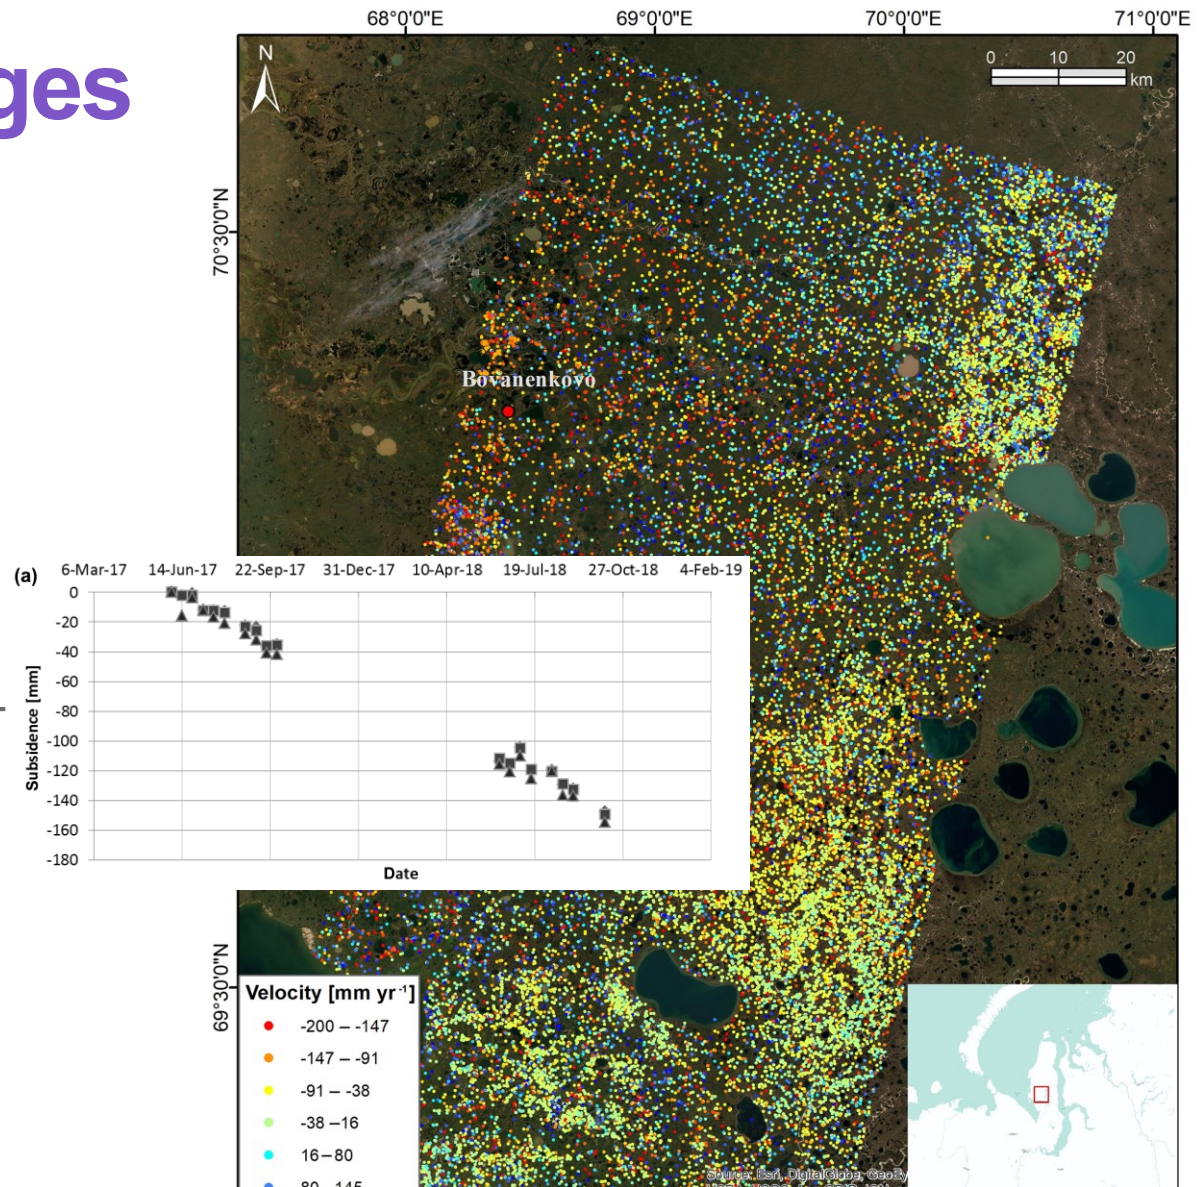 ges
68°0'0"E 69°0'0"E 70°0'0"E 71°0'0"E
N
0 10 20
km
70°30'0"N
Bovanenkovo
(a)
6-Mar-17 14-Jun-17 22-Sep-17 31-Dec-17 10-Apr-18 19-Jul-18 27-Oct-18 4-Feb-19
0
-20
-40
-60
-80
-100
-120
-140
-160
-180
Subsidence [mm]
Date
69°30'0"N
Velocity [mm yr⁻¹]
-200 – -147
-147 – -91
-91 – -38
-38 – 16
16 – 80
80 – 145
Source: Esri, DigitalGlobe, GeoEy